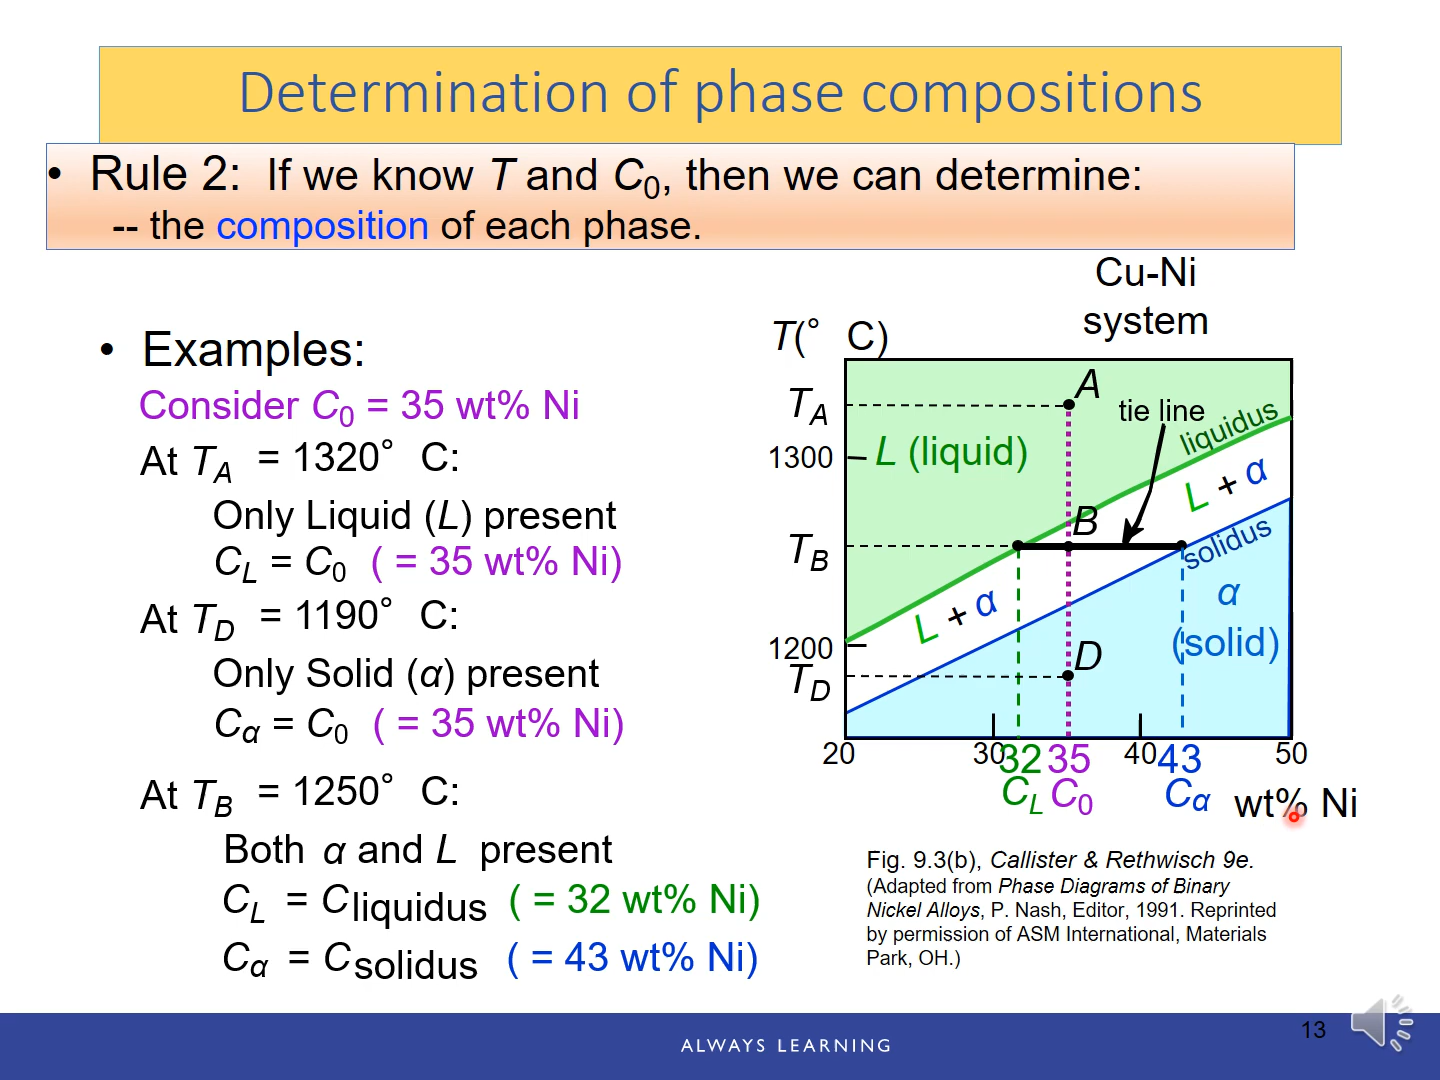 Determination of phase compositions
• Rule 2: If we know T and C0, then we can determine:
-- the composition of each phase.
• Examples:
Consider C0 = 35 wt% Ni
At TA = 1320° C:
Only Liquid (L) present
CL = C0 ( = 35 wt% Ni)
At TD = 1190° C:
Only Solid (α) present
Cα = C0 ( = 35 wt% Ni)
At TB = 1250° C:
Both α and L present
CL = Cliquidus ( = 32 wt% Ni)
Cα = Csolidus ( = 43 wt% Ni)
Cu-Ni
system
T(° C)
TA
1300
TB
1200
TD
A
tie line
liquidus
L (liquid)
L + α
B
solidus
L + α
α
(solid)
D
20 30 32 35 40 43 50
CL C0 Cα wt% Ni
Fig. 9.3(b), Callister & Rethwisch 9e.
(Adapted from Phase Diagrams of Binary
Nickel Alloys, P. Nash, Editor, 1991. Reprinted
by permission of ASM International, Materials
Park, OH.)
13
ALWAYS LEARNING